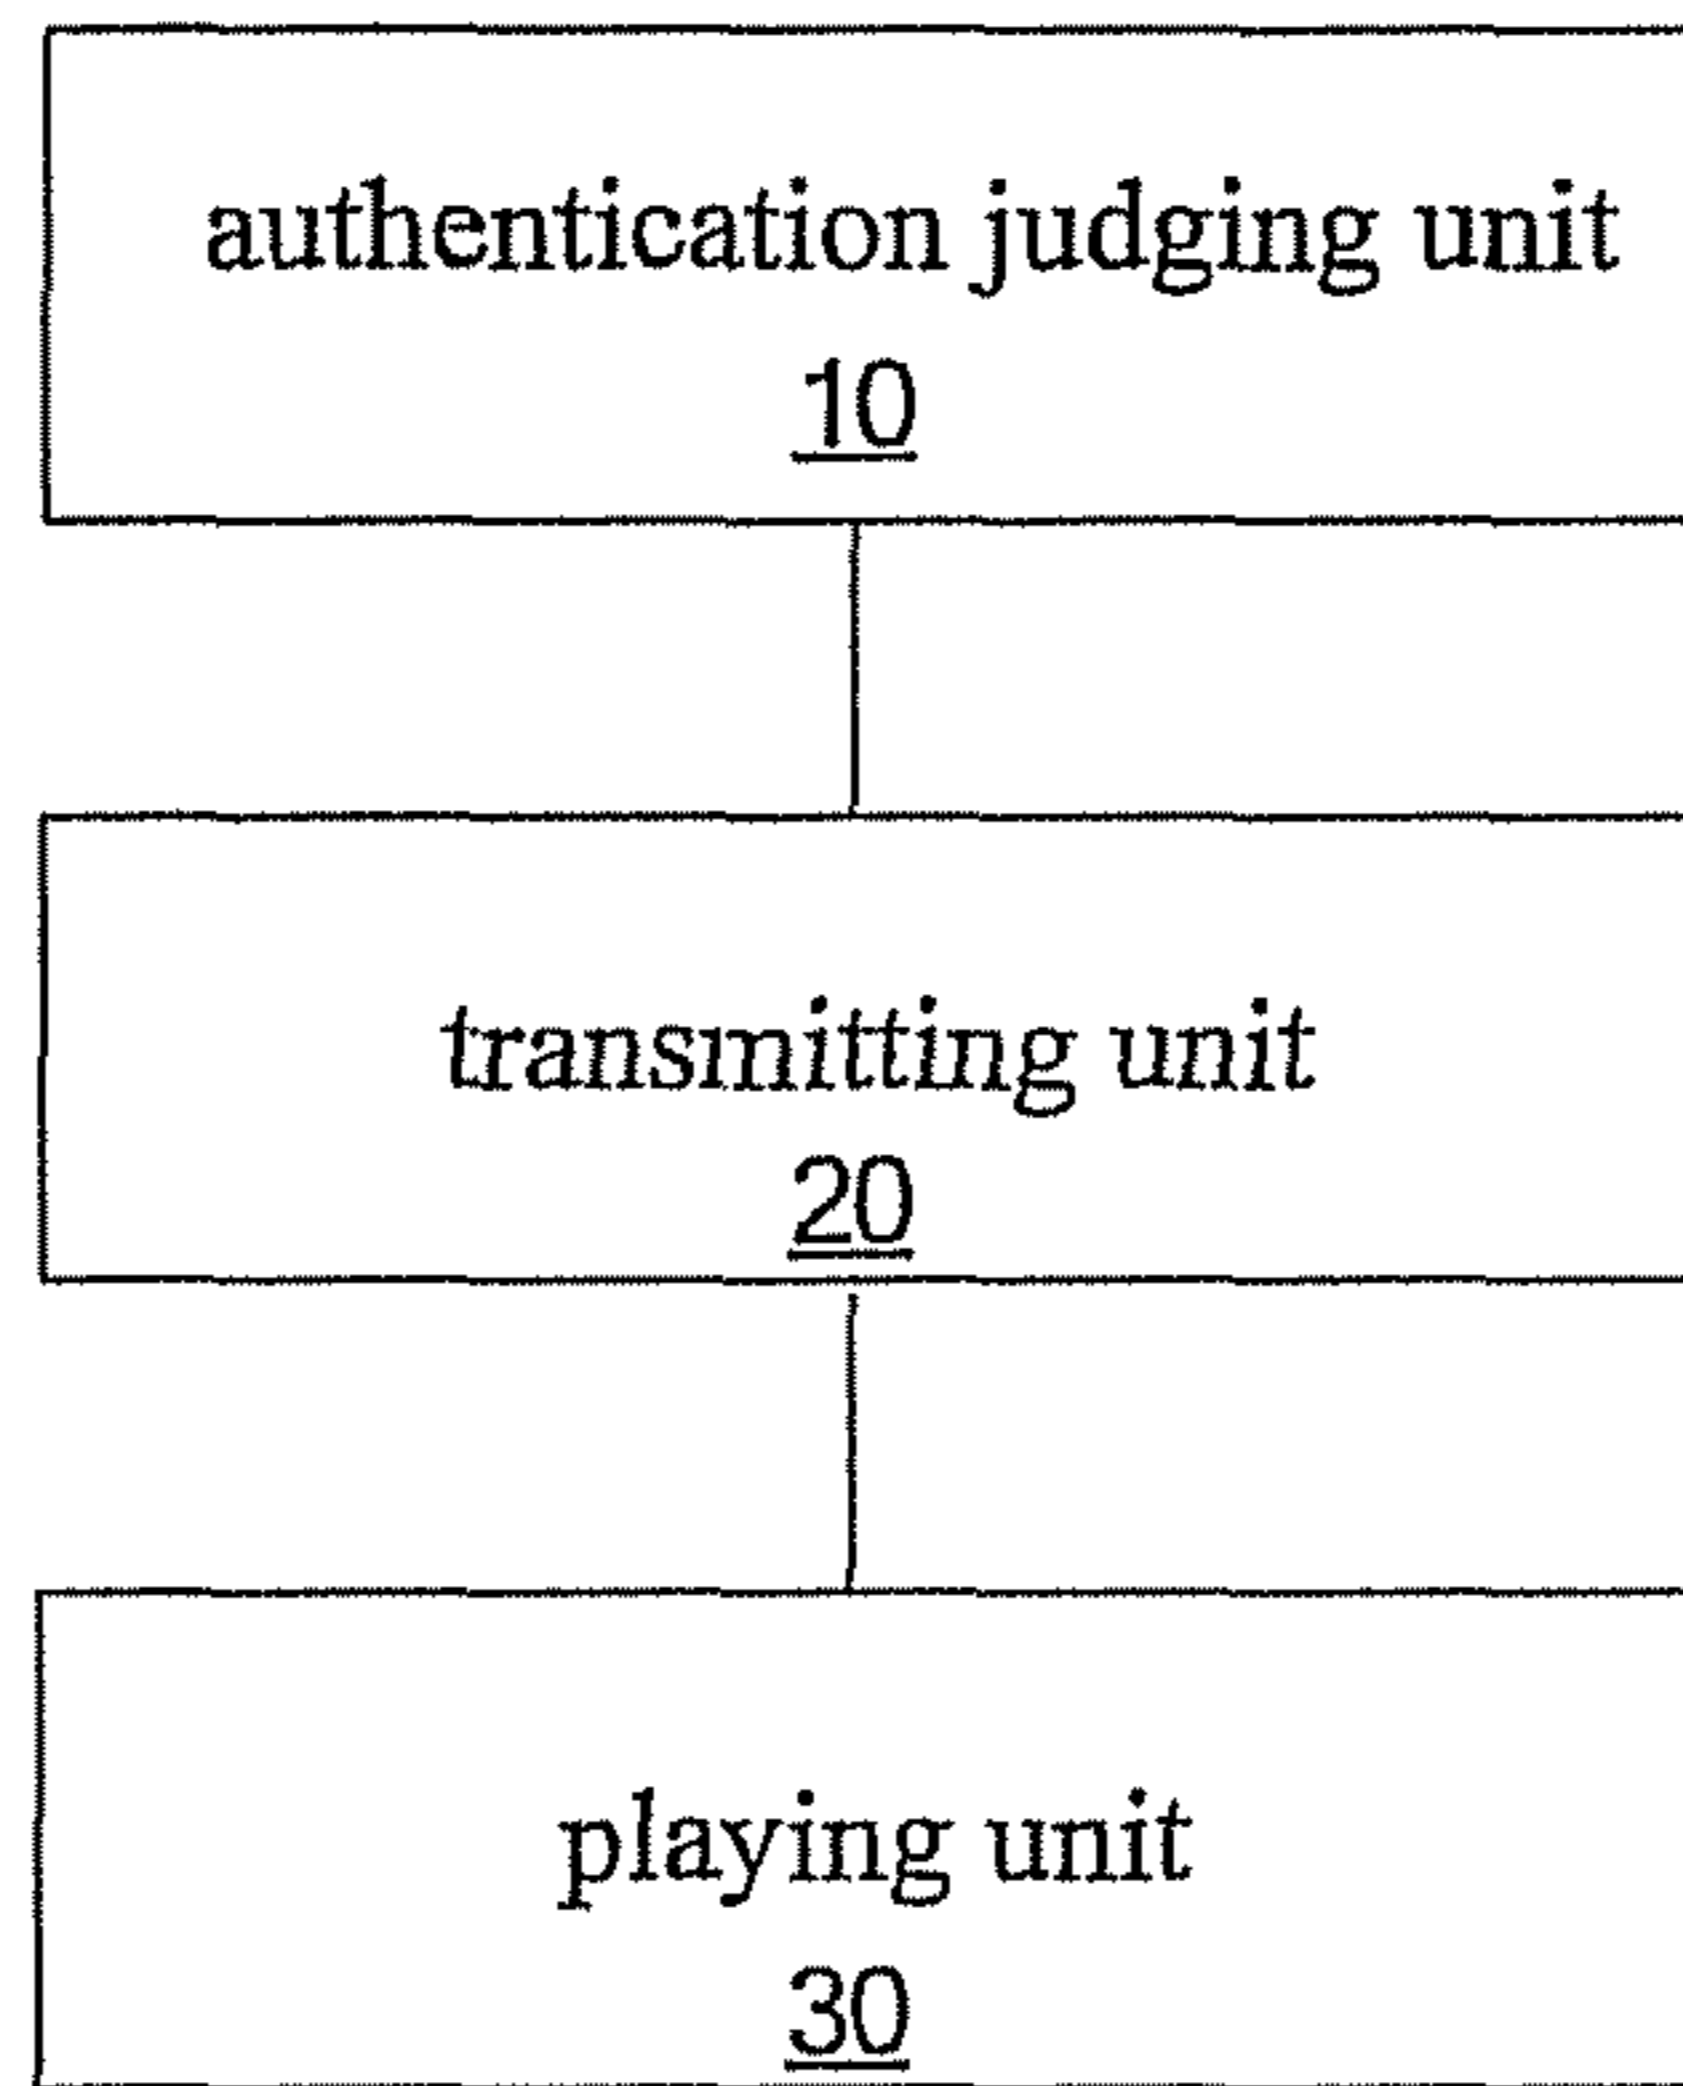 authentication judging unit
10
transmitting unit
20
playing unit
30